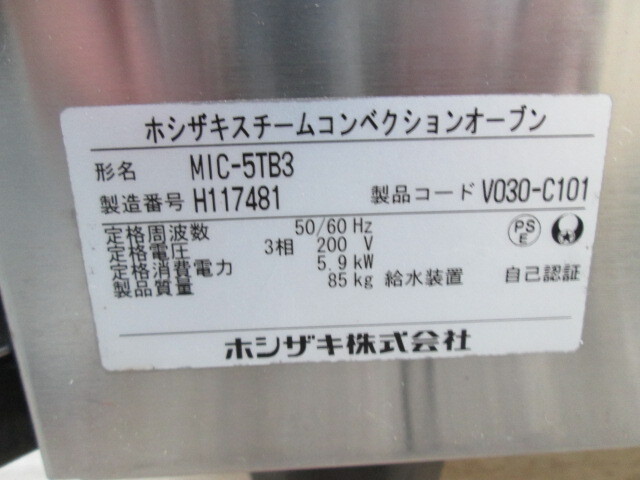 ホシザキスチームコンベクションオーブン
形名 MIC-5TB3
製造番号 H117481 製品コード V030-C101
定格周波数 50/60 Hz
定格電圧 3相 200 V
定格消費電力 5.9 kW
製品質量 85 kg 給水装置 自己認証
PS
E
ホシザキ株式会社